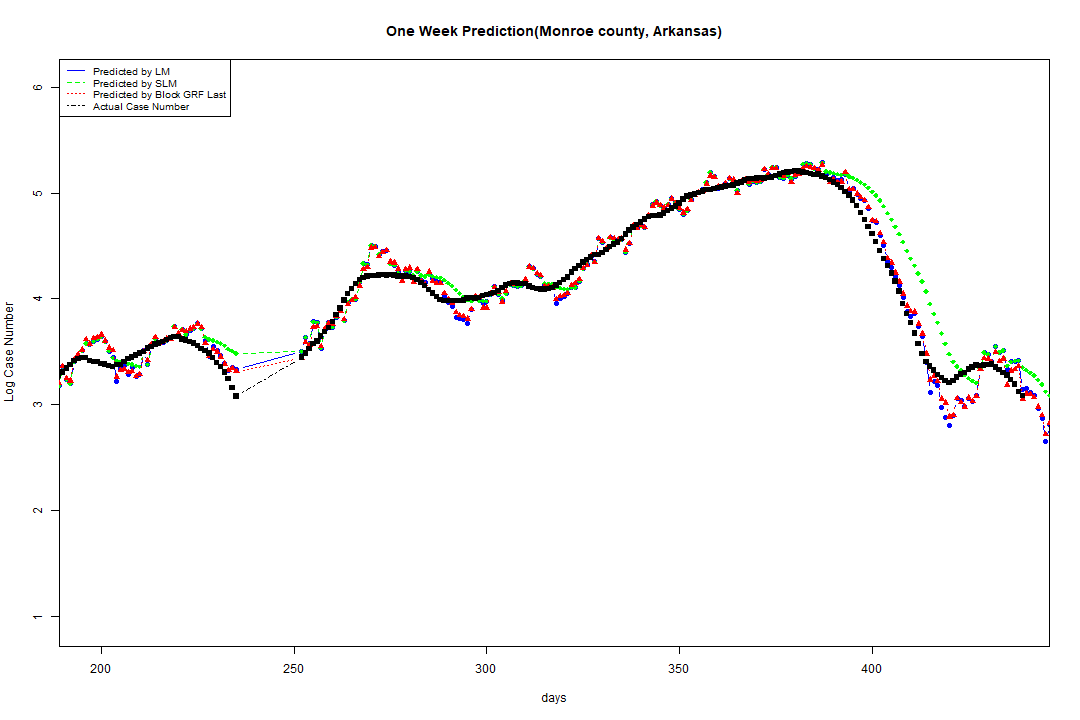 One Week Prediction(Monroe county, Arkansas)
Predicted by LM
Predicted by SLM
Predicted by Block GRF Last
Actual Case Number
6
5
4
3
2
1
Log Case Number
200 250 300 350 400
days